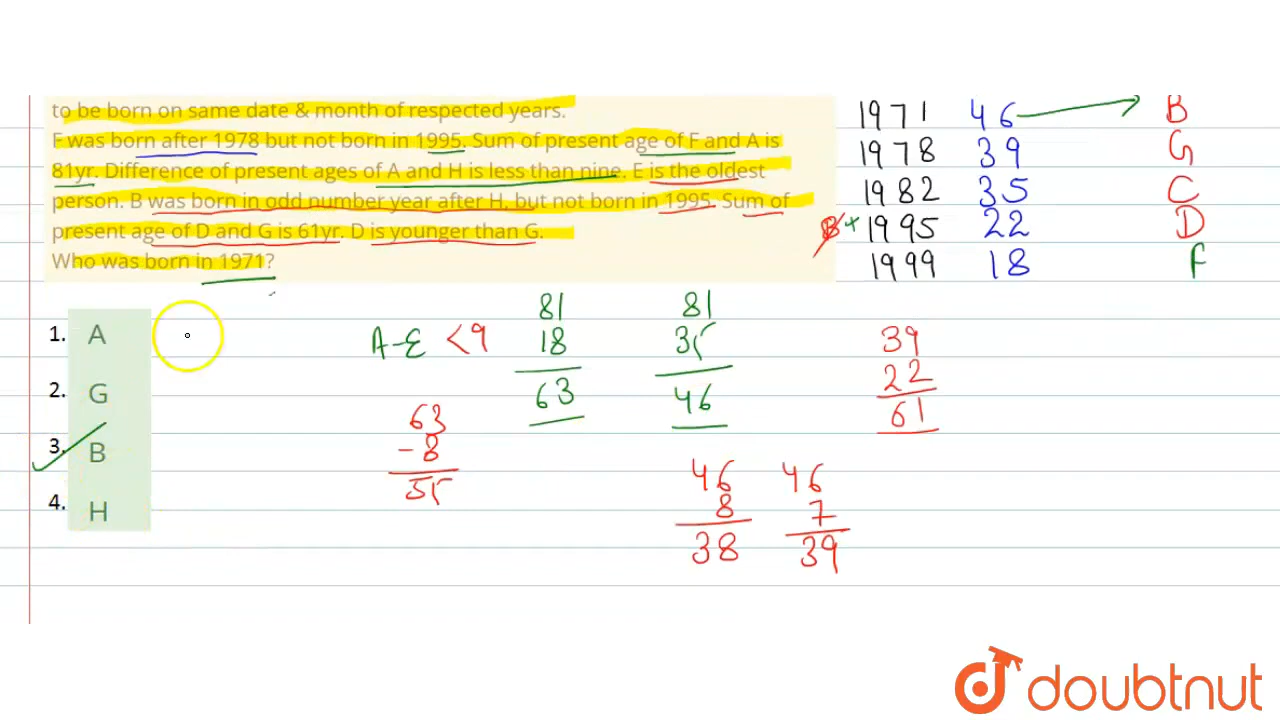 to be born on same date & month of respected years.
F was born after 1978 but not born in 1995. Sum of present age of F and A is
81yr. Difference of present ages of A and H is less than nine. E is the oldest
person. B was born in odd number year after H, but not born in 1995. Sum of
present age of D and G is 61yr. D is younger than G.
Who was born in 1971?
1. A
2. G
3. B
4. H
1971 46 B
1978 39 G
1982 35 C
B x 1995 22 D
1999 18 F
A-E <9
81
18
63
81
35
46
39
22
61
63
-8
55
46
8
38
46
7
39
doubtnut